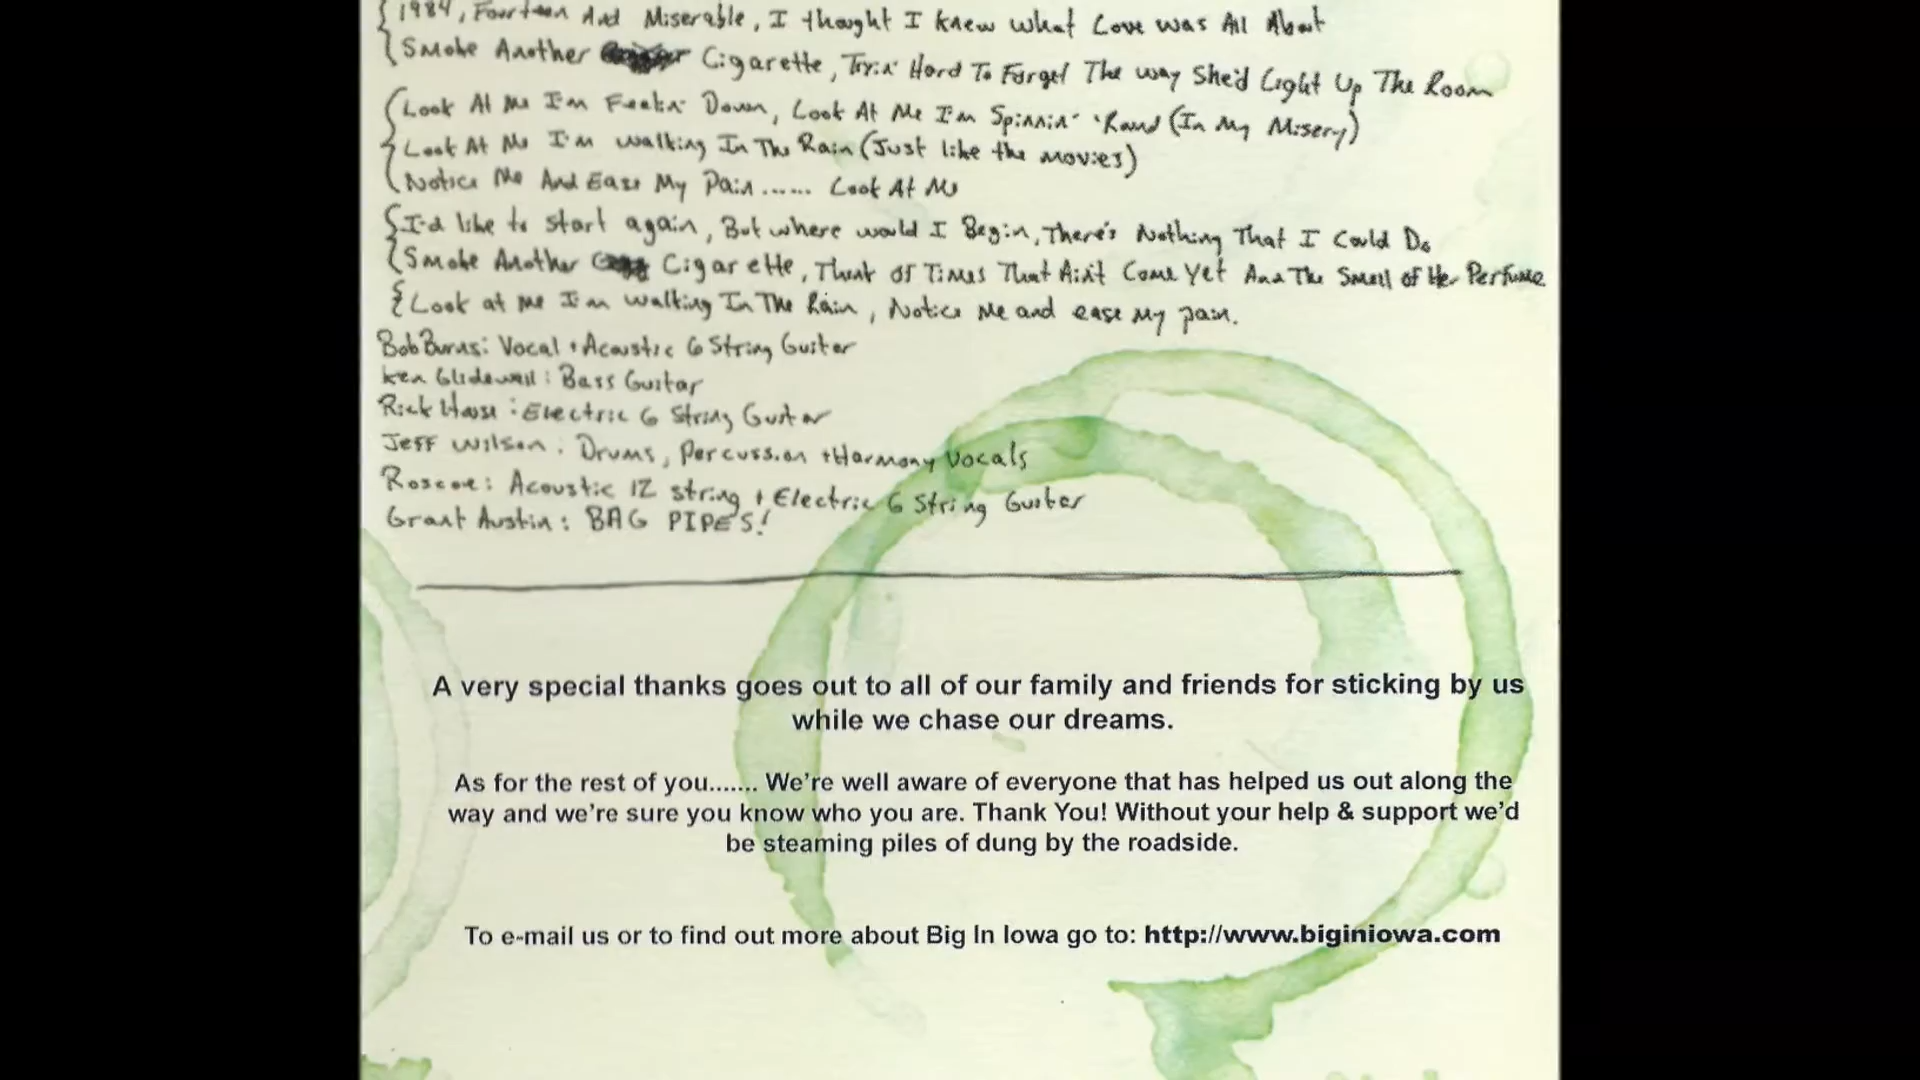 1984, Fourteen And Miserable, I thought I knew what Love was All About
Smoke Another Cigarette, Tryin' Hard To Forget The way She'd Light Up The Room
Look At Me I'm Freakin' Down, Look At Me I'm Spinnin' 'Round (In My Misery)
Look At Me I'm walking In The Rain (Just like the movies)
Notice Me And Ease My Pain...... Look At Me
I'd like to start again, But where would I Begin, There's Nothing That I Could Do
Smoke Another Cigarette, Think of Times That Ain't Come Yet And The Smell of Her Perfume
Look at me I'm walking In The Rain, Notice Me and ease My pain.
Bob Burns: Vocal + Acoustic 6 String Guitar
Ken Glidewell: Bass Guitar
Rick House: Electric 6 String Guitar
Jeff Wilson: Drums, Percussion + Harmony Vocals
Roscoe: Acoustic 12 string + Electric 6 String Guitar
Grant Austin: BAG PIPES!
A very special thanks goes out to all of our family and friends for sticking by us
while we chase our dreams.
As for the rest of you....... We're well aware of everyone that has helped us out along the
way and we're sure you know who you are. Thank You! Without your help & support we'd
be steaming piles of dung by the roadside.
To e-mail us or to find out more about Big In Iowa go to: http://www.biginiowa.com